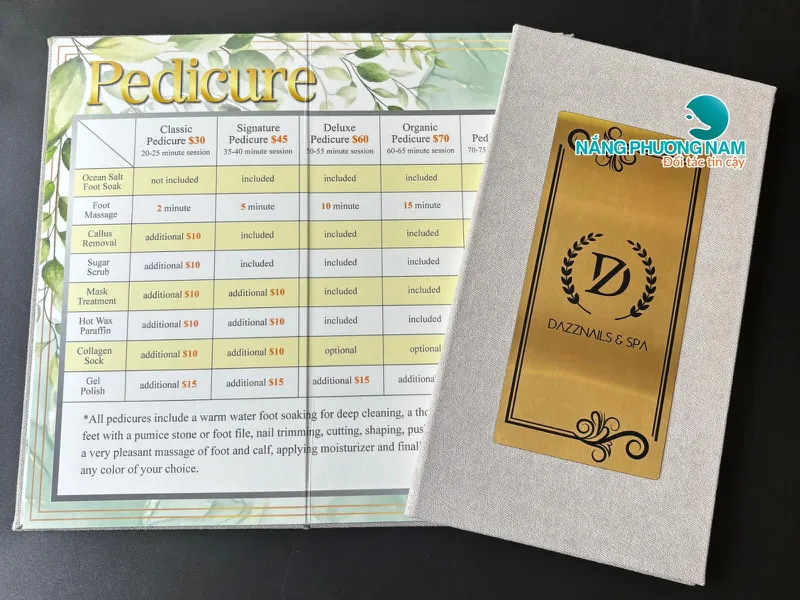 Pedicure
Classic Pedicure $30 20-25 minute session
Signature Pedicure $45 35-40 minute session
Deluxe Pedicure $60 50-55 minute session
Organic Pedicure $70 60-65 minute session
Ocean Salt Foot Soak not included included included included
Foot Massage 2 minute 5 minute 10 minute 15 minute
Callus Removal additional $10 included included included
Sugar Scrub additional $10 included included included
Mask Treatment additional $10 additional $10 included included
Hot Wax Paraffin additional $10 additional $10 included included
Collagen Sock additional $10 additional $10 optional optional
Gel Polish additional $15 additional $15 additional $15 additional
*All pedicures include a warm water foot soaking for deep cleaning, a
feet with a pumice stone or foot file, nail trimming, cutting, shaping,
a very pleasant massage of foot and calf, applying moisturizer and
any color of your choice.
NẮNG PHƯƠNG NAM
Đối tác tin cậy
DAZZNAILS & SPA